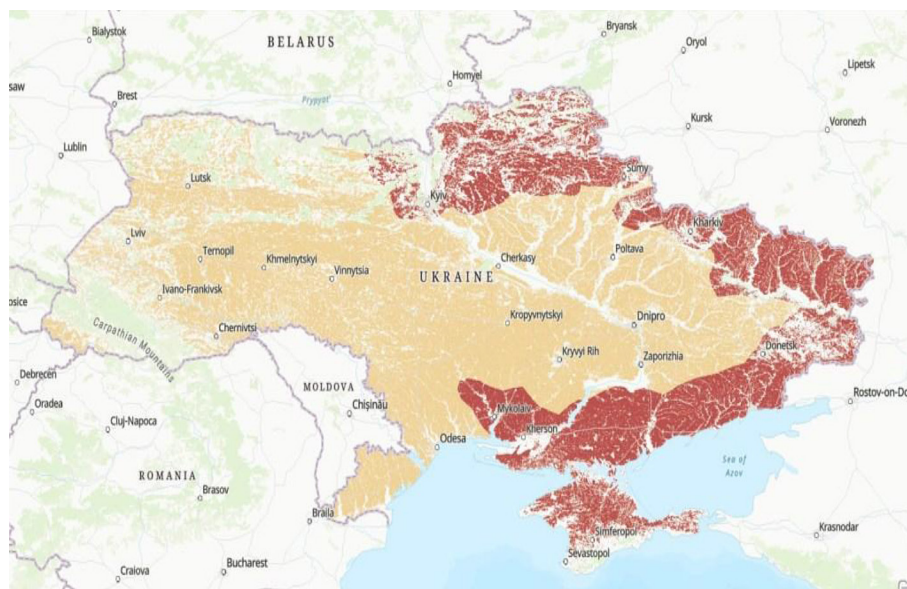 Bialystok
BELARUS
Bryansk
Oryol
Homyel
Lipetsk
saw
Brest
Prypyat'
Kursk
Voronezh
Lublin
Lutsk
Sumy
Kyiv
Kharkiv
Lviv
Ternopil
Khmelnytskyi
Cherkasy
Poltava
Vinnytsia
UKRAINE
Ivano-Frankivsk
osice
Chernivtsi
Kropyvnytskyi
Dnipro
Carpathian Mountains
Kryvyi Rih
Zaporizhia
Donetsk
Debrecen
MOLDOVA
Rostov-on-Do
Oradea
Chișinău
Mykolaiv
Cluj-Napoca
Kherson
Odesa
Sea of
Azov
ROMANIA
Brasov
Braila
Simferopol
Krasnodar
Sevastopol
Bucharest
Craiova